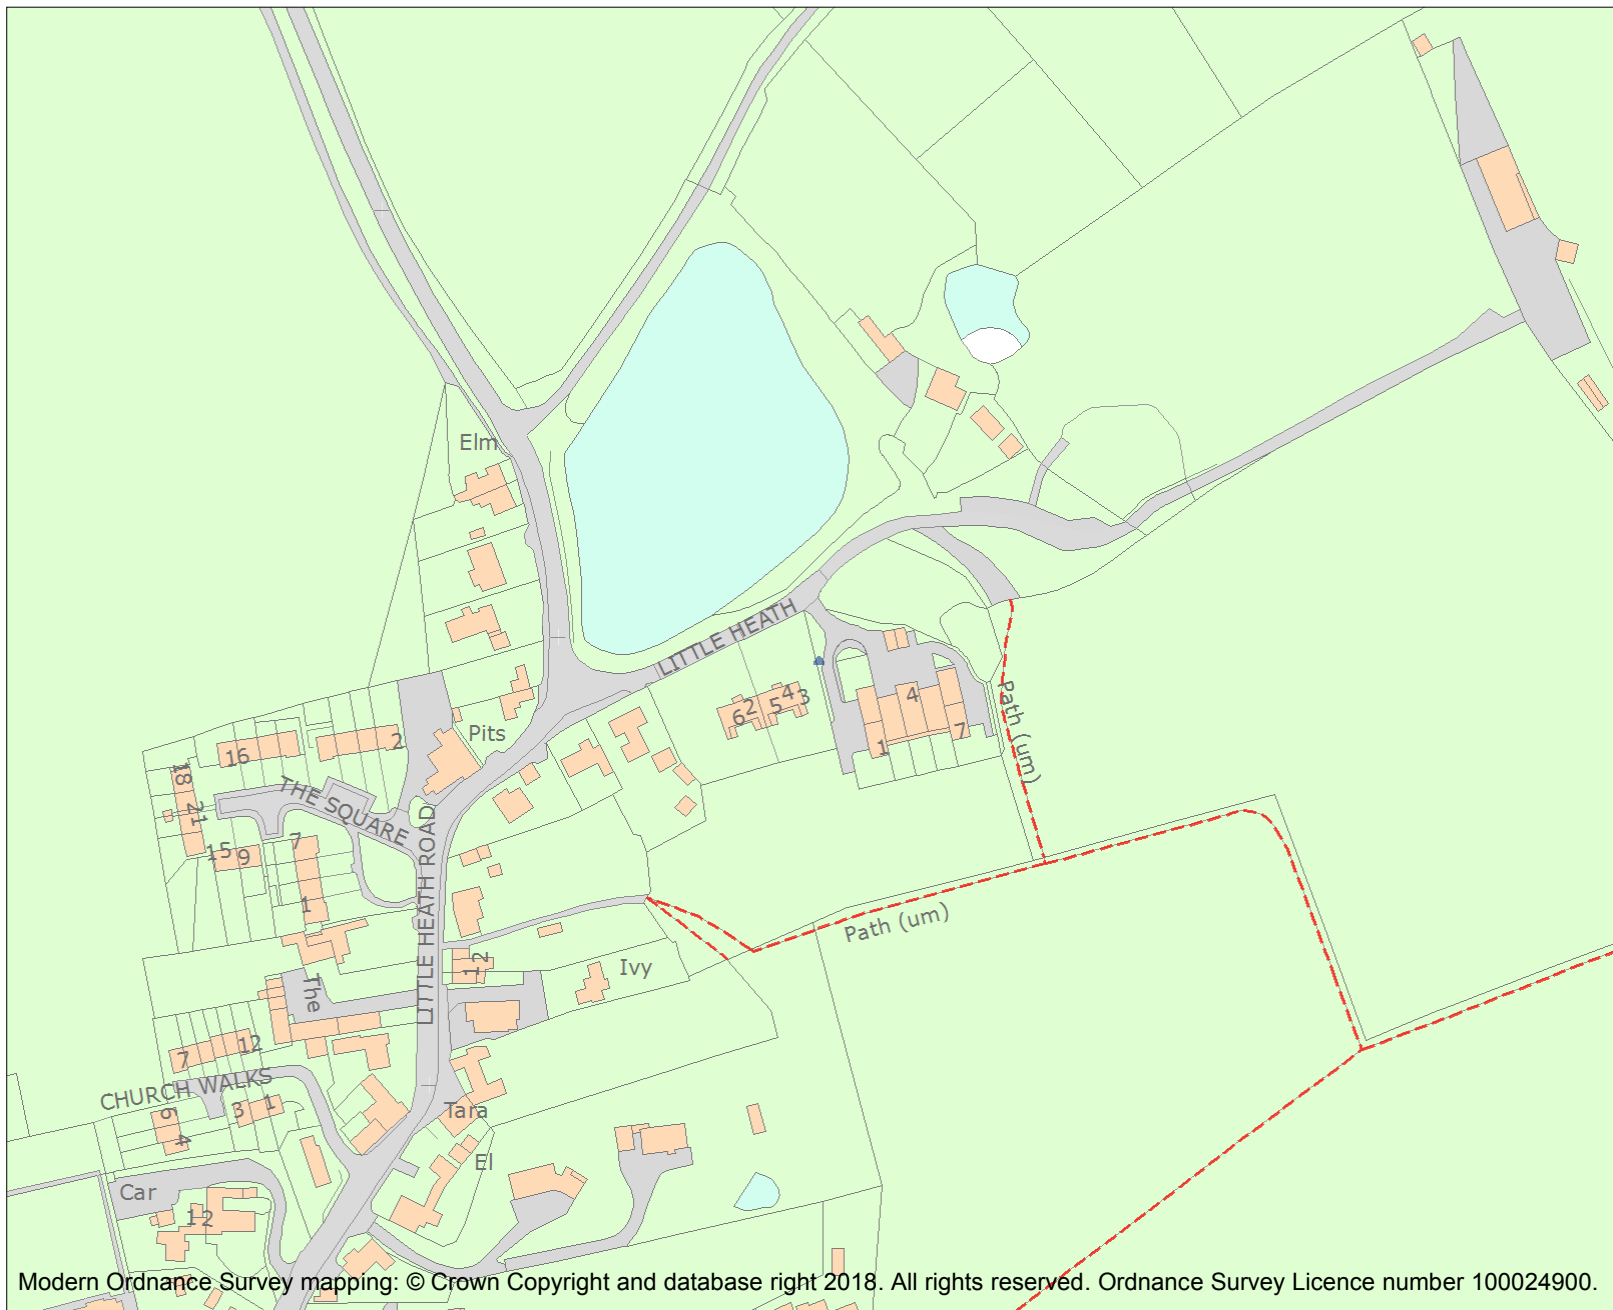 Elm
LITTLE HEATH
6
2
5
4
3
4
1
7
Path (um)
Pits
2
16
18
21
THE SQUARE
15
9
7
1
LITTLE HEATH ROAD
Path (um)
12
Ivy
The
7
12
CHURCH WALKS
6
4
3
1
Tara
El
Car
12
Modern Ordnance Survey mapping: © Crown Copyright and database right 2018. All rights reserved. Ordnance Survey Licence number 100024900.